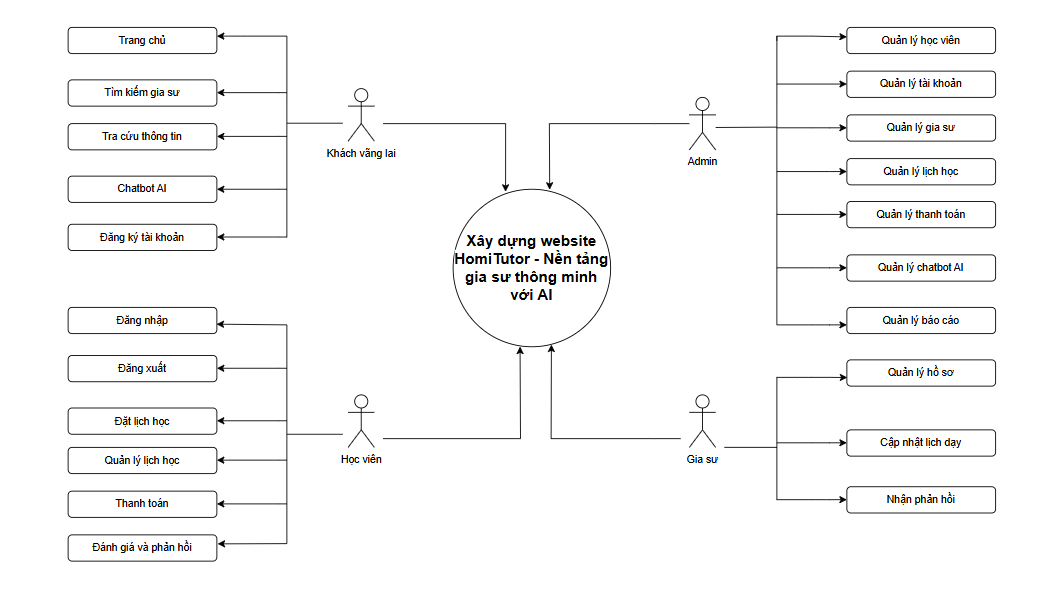 Trang chủ
Tìm kiếm gia sư
Tra cứu thông tin
Chatbot AI
Đăng ký tài khoản
Khách vãng lai
Admin
Quản lý học viên
Quản lý tài khoản
Quản lý gia sư
Quản lý lịch học
Quản lý thanh toán
Quản lý chatbot AI
Quản lý báo cáo
Xây dựng website
HomiTutor - Nền tảng
gia sư thông minh
với AI
Đăng nhập
Đăng xuất
Đặt lịch học
Quản lý lịch học
Thanh toán
Đánh giá và phản hồi
Học viên
Gia sư
Quản lý hồ sơ
Cập nhật lịch dạy
Nhận phản hồi